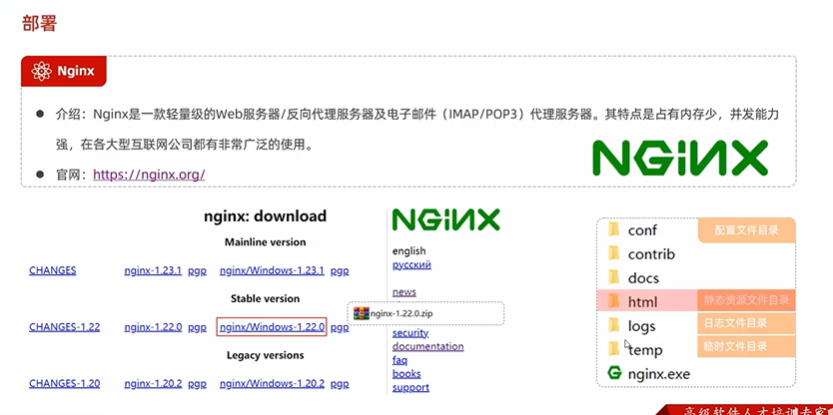 部署
Nginx
介绍：Nginx是一款轻量级的Web服务器/反向代理服务器及电子邮件（IMAP/POP3）代理服务器。其特点是占有内存少，并发能力
强，在各大型互联网公司都有非常广泛的使用。
官网：https://nginx.org/
NGiNX
nginx: download
Mainline version
CHANGES nginx-1.23.1 pgp nginx/Windows-1.23.1 pgp
Stable version
CHANGES-1.22 nginx-1.22.0 pgp nginx/Windows-1.22.0 pgp
Legacy versions
CHANGES-1.20 nginx-1.20.2 pgp nginx/Windows-1.20.2 pgp
NGiNX
english
русский
news
nginx-1.22.0.zip
security
documentation
faq
books
support
conf 配置文件目录
contrib
docs
html 静态资源文件目录
logs 日志文件目录
temp 临时文件目录
nginx.exe
高级软件人才培训专家